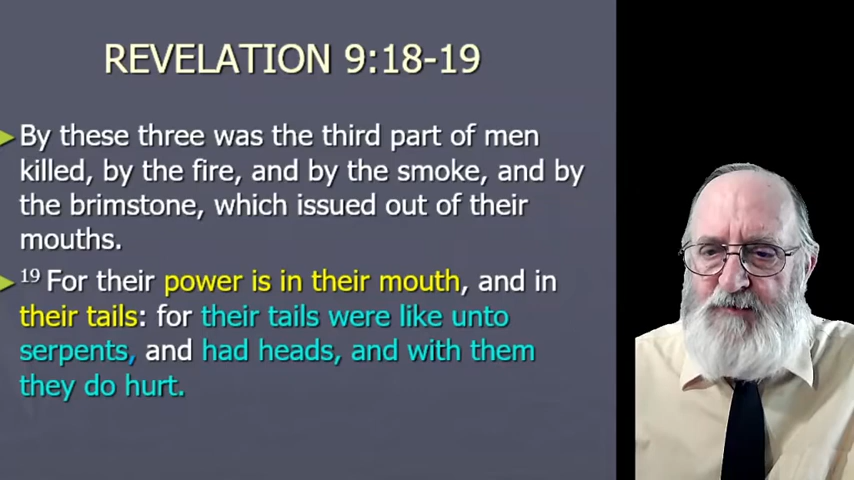 REVELATION 9:18-19
By these three was the third part of men
killed, by the fire, and by the smoke, and by
the brimstone, which issued out of their
mouths.
19 For their power is in their mouth, and in
their tails: for their tails were like unto
serpents, and had heads, and with them
they do hurt.